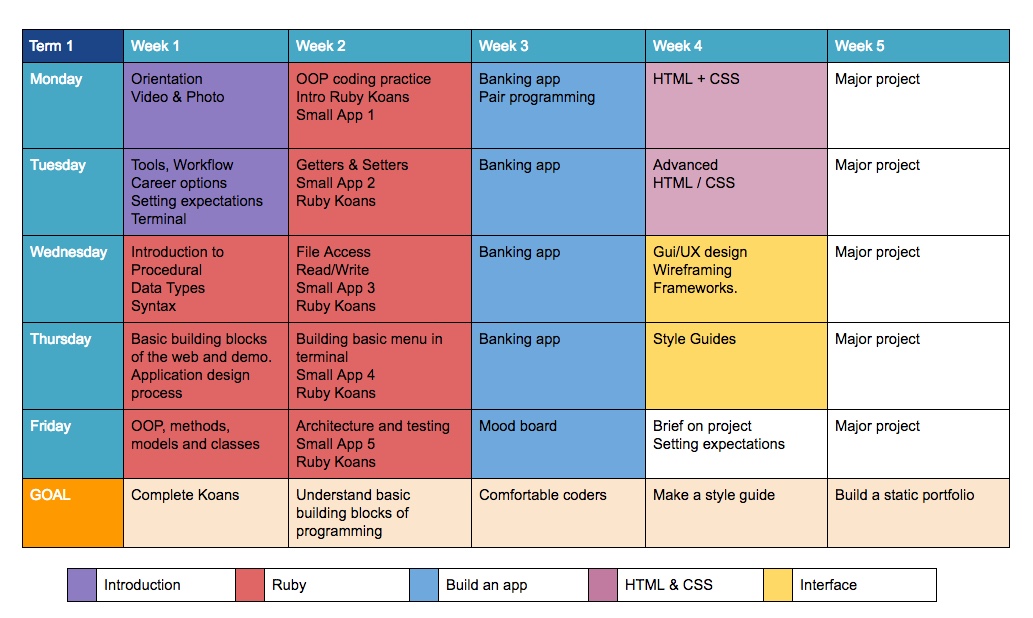 Term 1
Week 1
Week 2
Week 3
Week 4
Week 5
Monday
Orientation
Video & Photo
OOP coding practice
Intro Ruby Koans
Small App 1
Banking app
Pair programming
HTML + CSS
Major project
Tuesday
Tools, Workflow
Career options
Setting expectations
Terminal
Getters & Setters
Small App 2
Ruby Koans
Banking app
Advanced
HTML / CSS
Major project
Wednesday
Introduction to
Procedural
Data Types
Syntax
File Access
Read/Write
Small App 3
Ruby Koans
Banking app
Gui/UX design
Wireframing
Frameworks.
Major project
Thursday
Basic building blocks
of the web and demo.
Application design
process
Building basic menu in
terminal
Small App 4
Ruby Koans
Banking app
Style Guides
Major project
Friday
OOP, methods,
models and classes
Architecture and testing
Small App 5
Ruby Koans
Mood board
Brief on project
Setting expectations
Major project
GOAL
Complete Koans
Understand basic
building blocks of
programming
Comfortable coders
Make a style guide
Build a static portfolio
Introduction
Ruby
Build an app
HTML & CSS
Interface